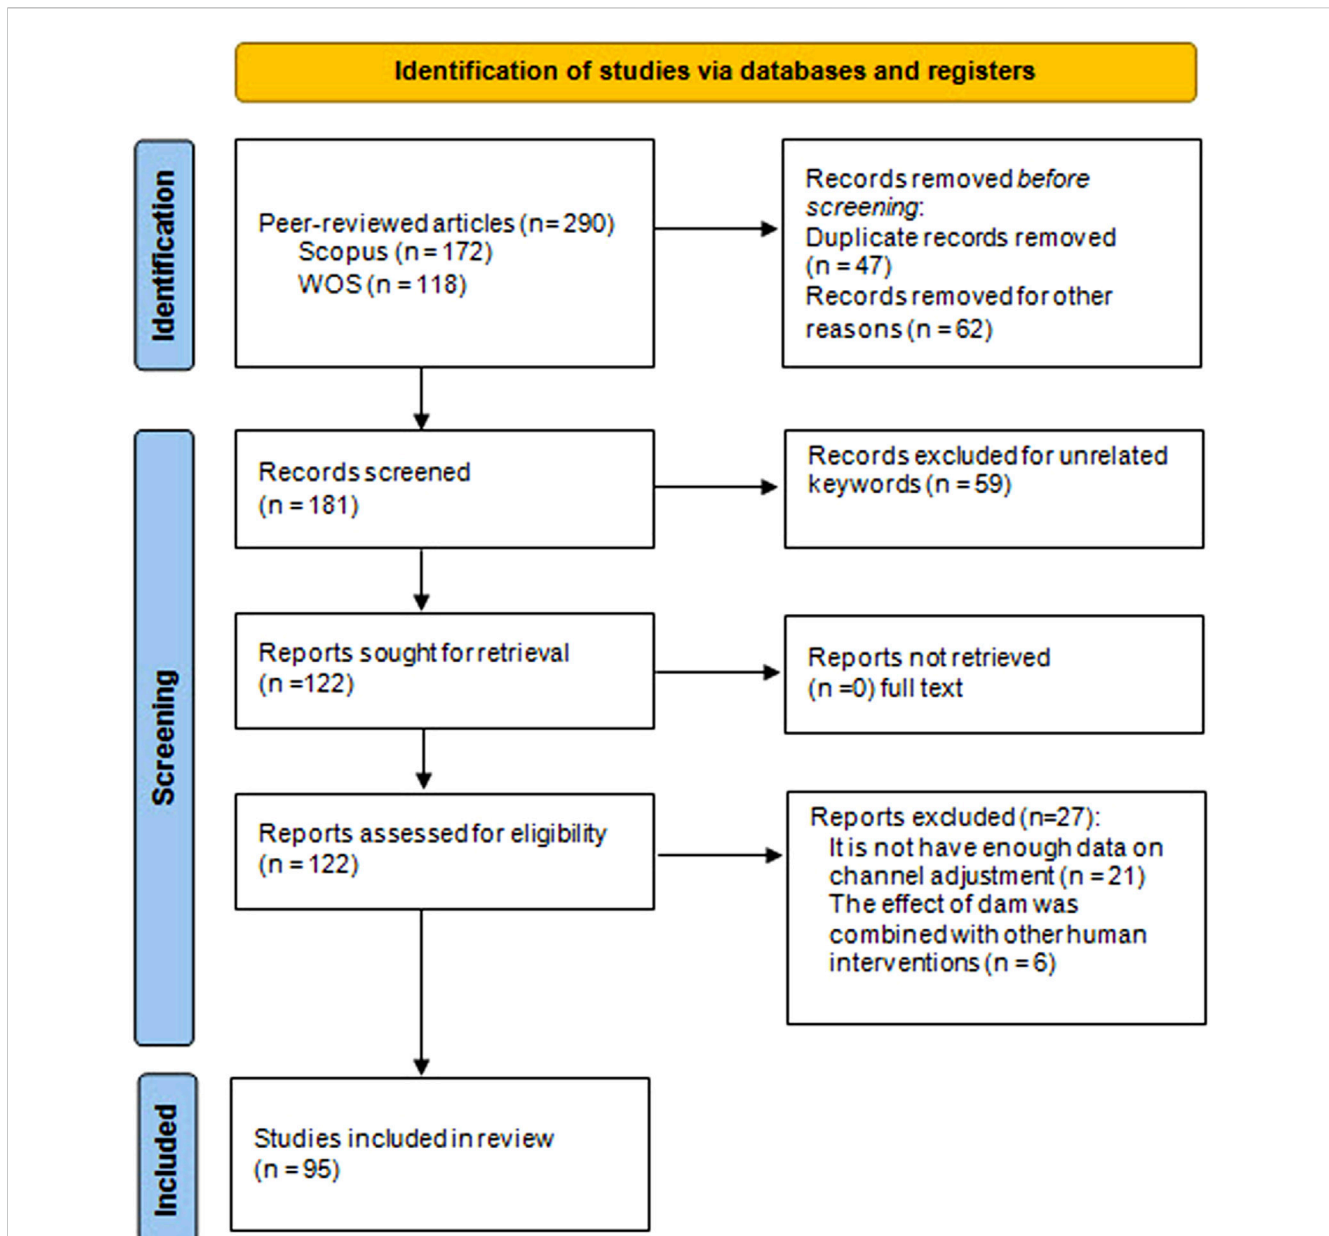 Identification of studies via databases and registers
Identification
Peer-reviewed articles (n= 290)
Scopus (n = 172)
WOS (n = 118)
Records removed before
screening:
Duplicate records removed
(n = 47)
Records removed for other
reasons (n = 62)
Screening
Records screened
(n = 181)
Records excluded for unrelated
keywords (n = 59)
Reports sought for retrieval
(n =122)
Reports not retrieved
(n =0) full text
Reports assessed for eligibility
(n = 122)
Reports excluded (n=27):
It is not have enough data on
channel adjustment (n = 21)
The effect of dam was
combined with other human
interventions (n = 6)
Included
Studies included in review
(n = 95)